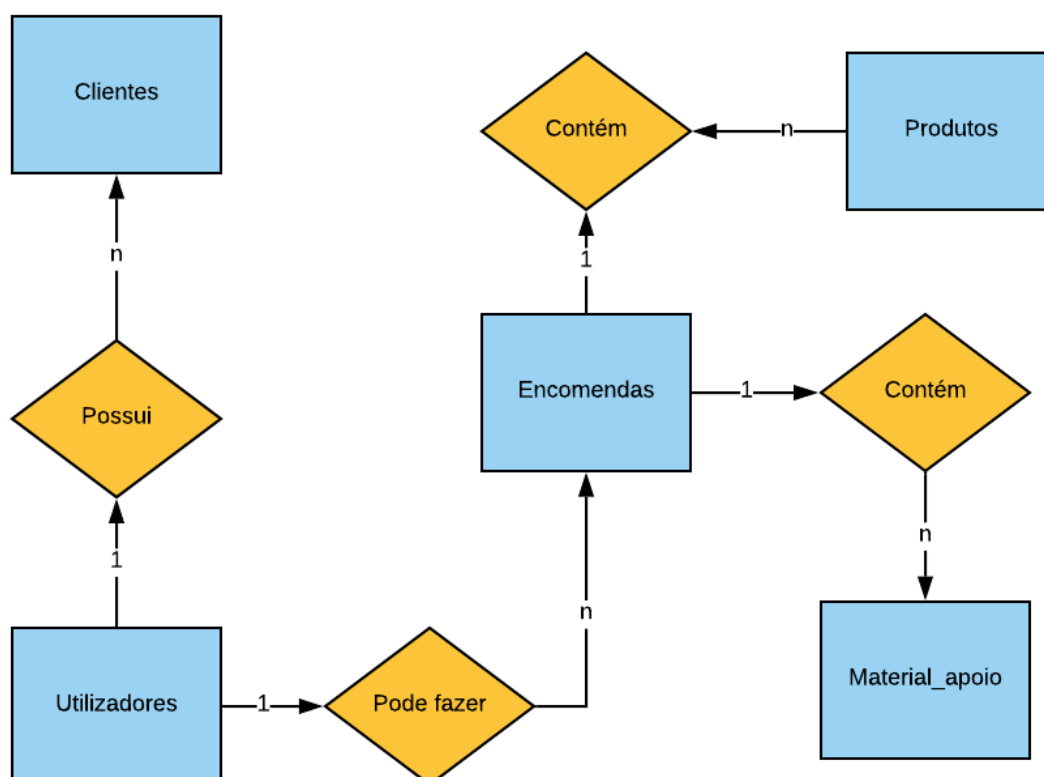 Clientes
Contém
n
Produtos
n
1
Possui
Encomendas
1
Contém
1
n
n
Utilizadores
1
Pode fazer
Material_apoio